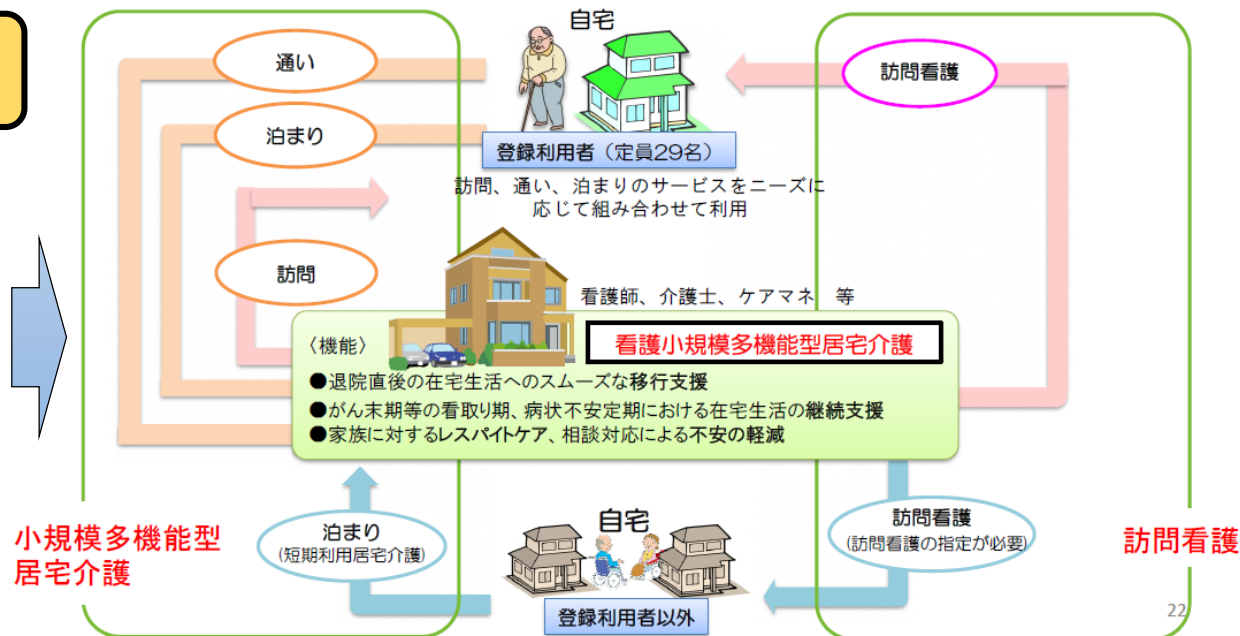 自宅
通い
訪問看護
泊まり
登録利用者（定員29名）
訪問、通い、泊まりのサービスをニーズに
応じて組み合わせて利用
訪問
看護師、介護士、ケアマネ　等
〈機能〉
看護小規模多機能型居宅介護
●退院直後の在宅生活へのスムーズな移行支援
●がん末期等の看取り期、病状不安定期における在宅生活の継続支援
●家族に対するレスパイトケア、相談対応による不安の軽減
小規模多機能型
居宅介護
泊まり
(短期利用居宅介護)
自宅
訪問看護
(訪問看護の指定が必要)
訪問看護
登録利用者以外
22